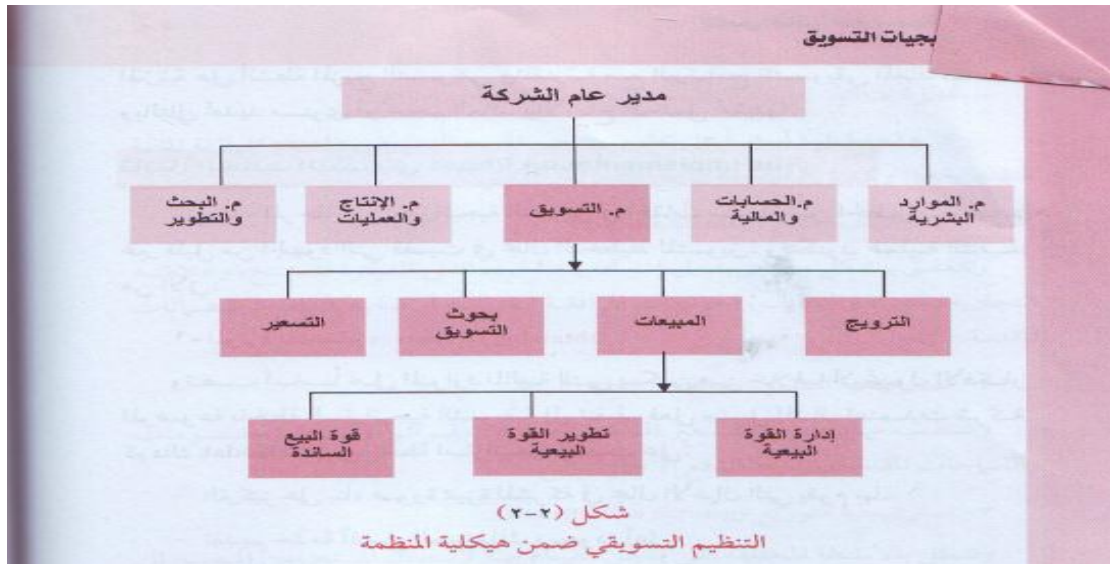 بجيات التسويق
مدير عام الشركة
م. الموارد
البشرية
م.الحسابات
والمالية
م. التسويق
م. الإنتاج
والعمليات
م. البحث
والتطوير
الترويج
المبيعات
بحوث
التسويق
التسعير
إدارة القوة
البيعية
تطوير القوة
البيعية
قوة البيع
الساندة
شكل (٢-٢)
التنظيم التسويقي ضمن هيكلية المنظمة